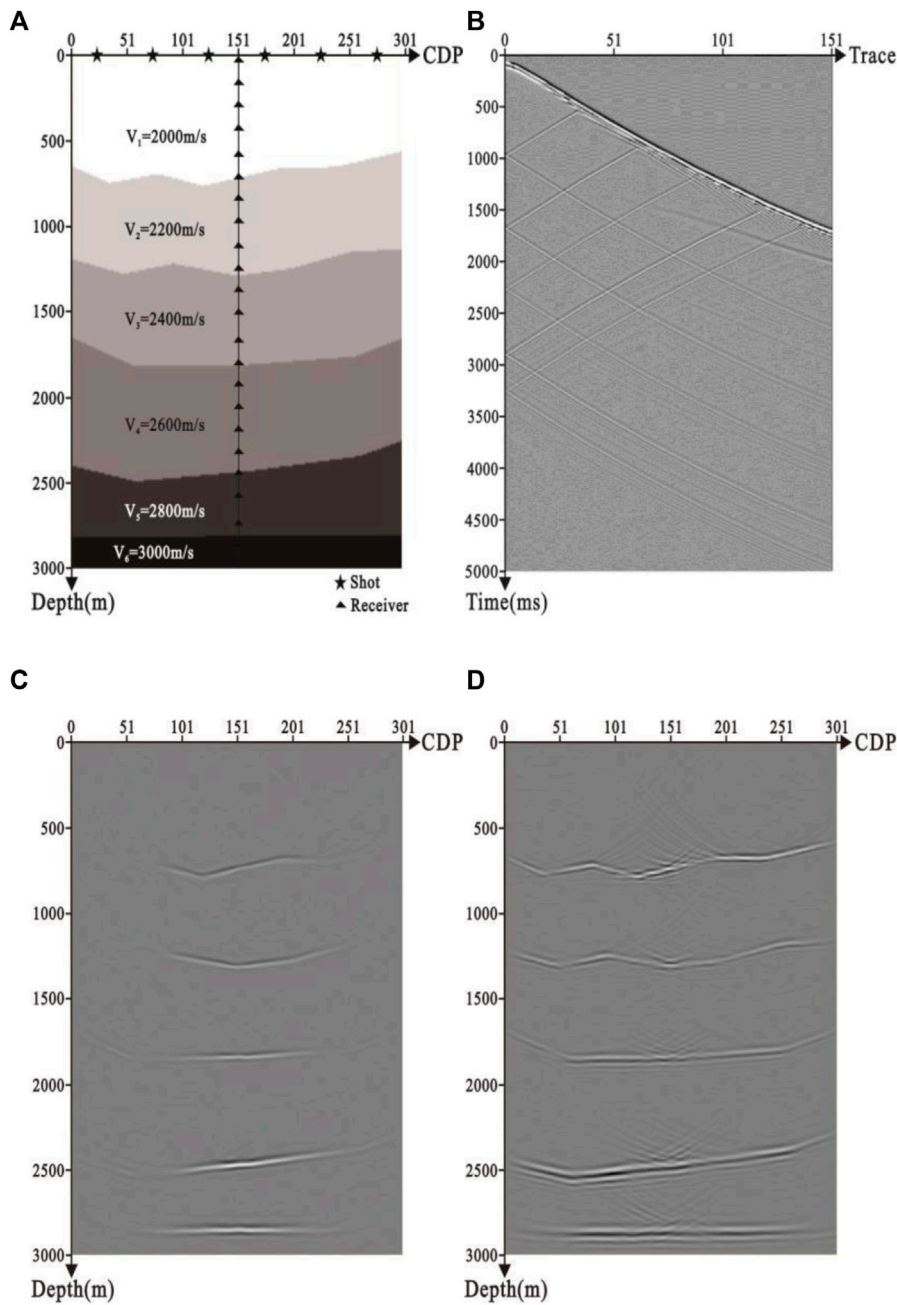 A
0 51 101 151 201 251 301 CDP
0
500
1000
1500
2000
2500
3000
V₁=2000m/s
V₂=2200m/s
V₃=2400m/s
V₄=2600m/s
V₅=2800m/s
V₆=3000m/s
Depth(m)
★ Shot
▲ Receiver
B
0 51 101 151 Trace
0
500
1000
1500
2000
2500
3000
3500
4000
4500
5000
Time(ms)
C
0 51 101 151 201 251 301 CDP
0
500
1000
1500
2000
2500
3000
Depth(m)
D
0 51 101 151 201 251 301 CDP
0
500
1000
1500
2000
2500
3000
Depth(m)